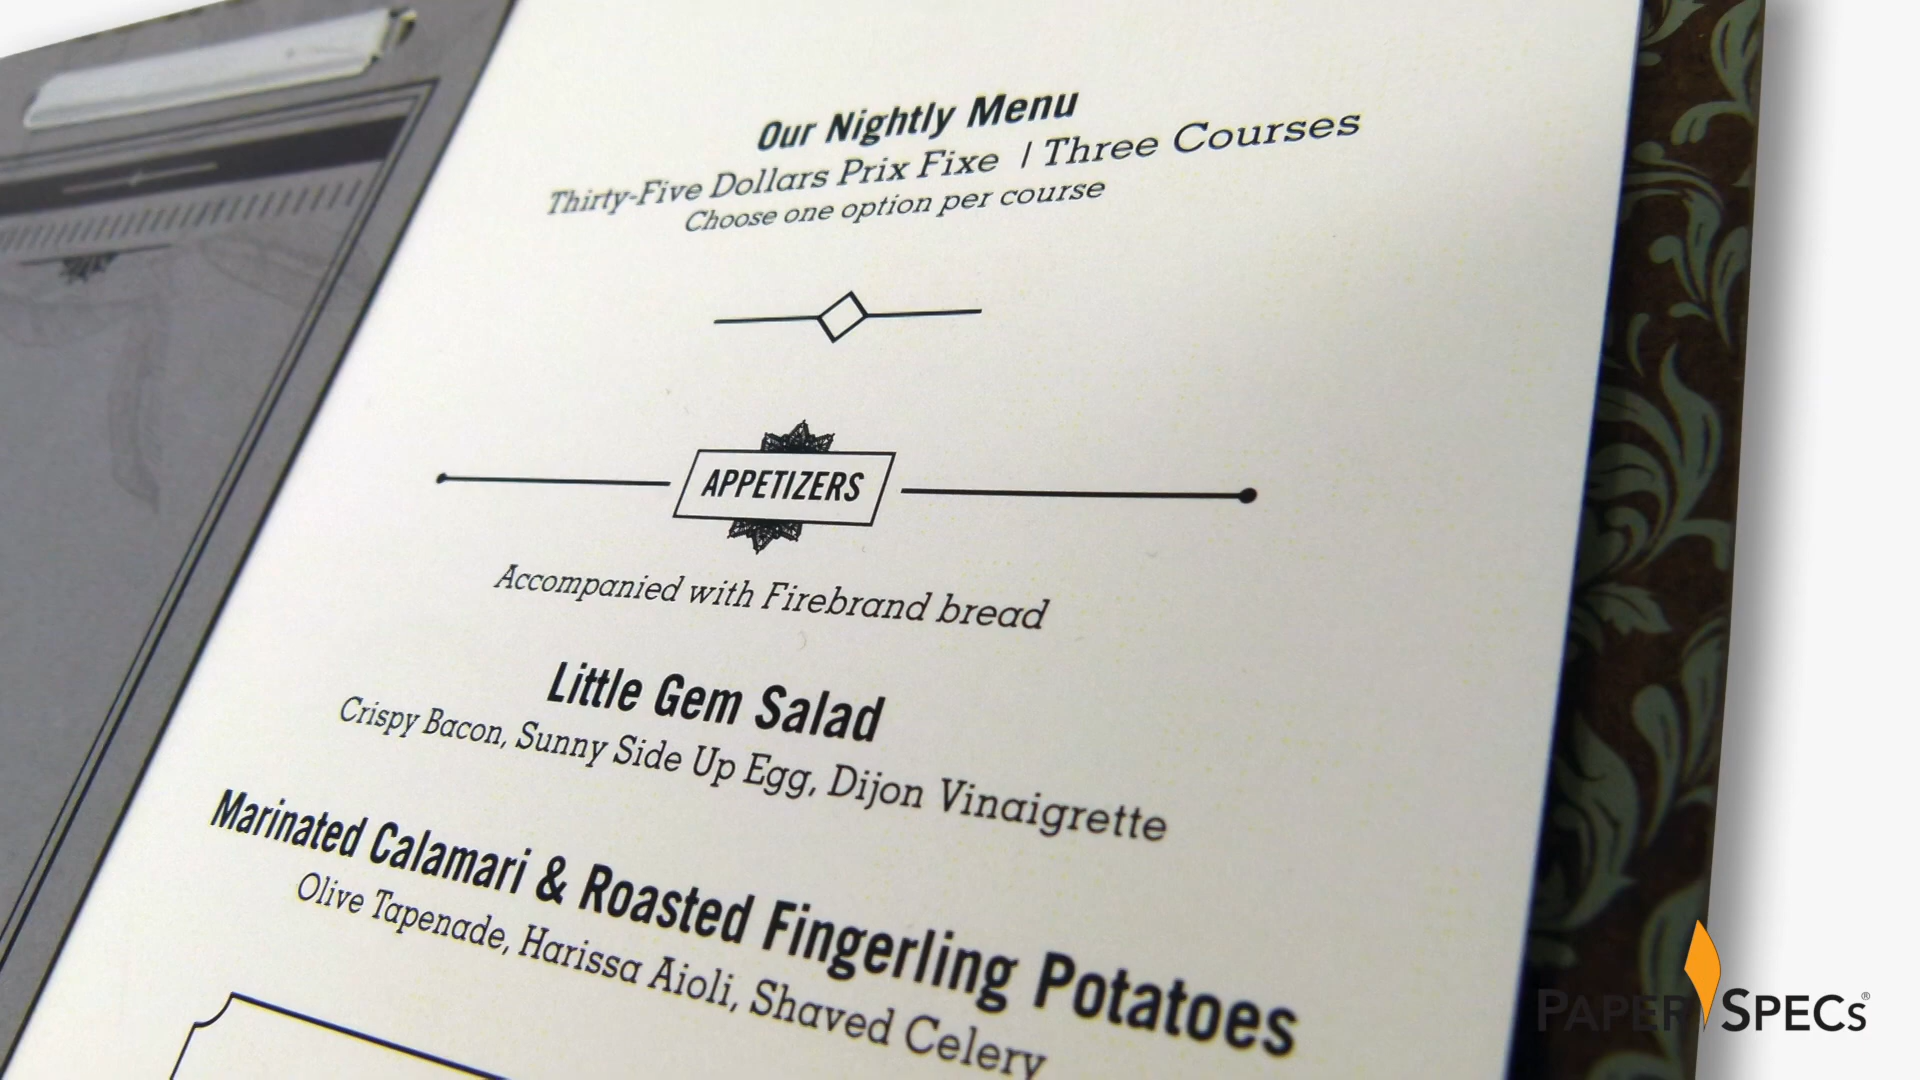 Our Nightly Menu
Thirty-Five Dollars Prix Fixe | Three Courses
Choose one option per course
APPETIZERS
Accompanied with Firebrand bread
Little Gem Salad
Crispy Bacon, Sunny Side Up Egg, Dijon Vinaigrette
Marinated Calamari & Roasted Fingerling Potatoes
Olive Tapenade, Harissa Aioli, Shaved Celery
PAPER SPECS®